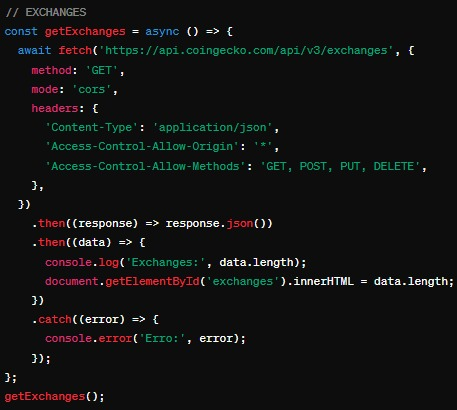 // EXCHANGES
const getExchanges = async () => {
  await fetch('https://api.coingecko.com/api/v3/exchanges', {
    method: 'GET',
    mode: 'cors',
    headers: {
      'Content-Type': 'application/json',
      'Access-Control-Allow-Origin': '*',
      'Access-Control-Allow-Methods': 'GET, POST, PUT, DELETE',
    },
  })
    .then((response) => response.json())
    .then((data) => {
      console.log('Exchanges:', data.length);
      document.getElementById('exchanges').innerHTML = data.length;
    })
    .catch((error) => {
      console.error('Erro:', error);
    });
};
getExchanges();